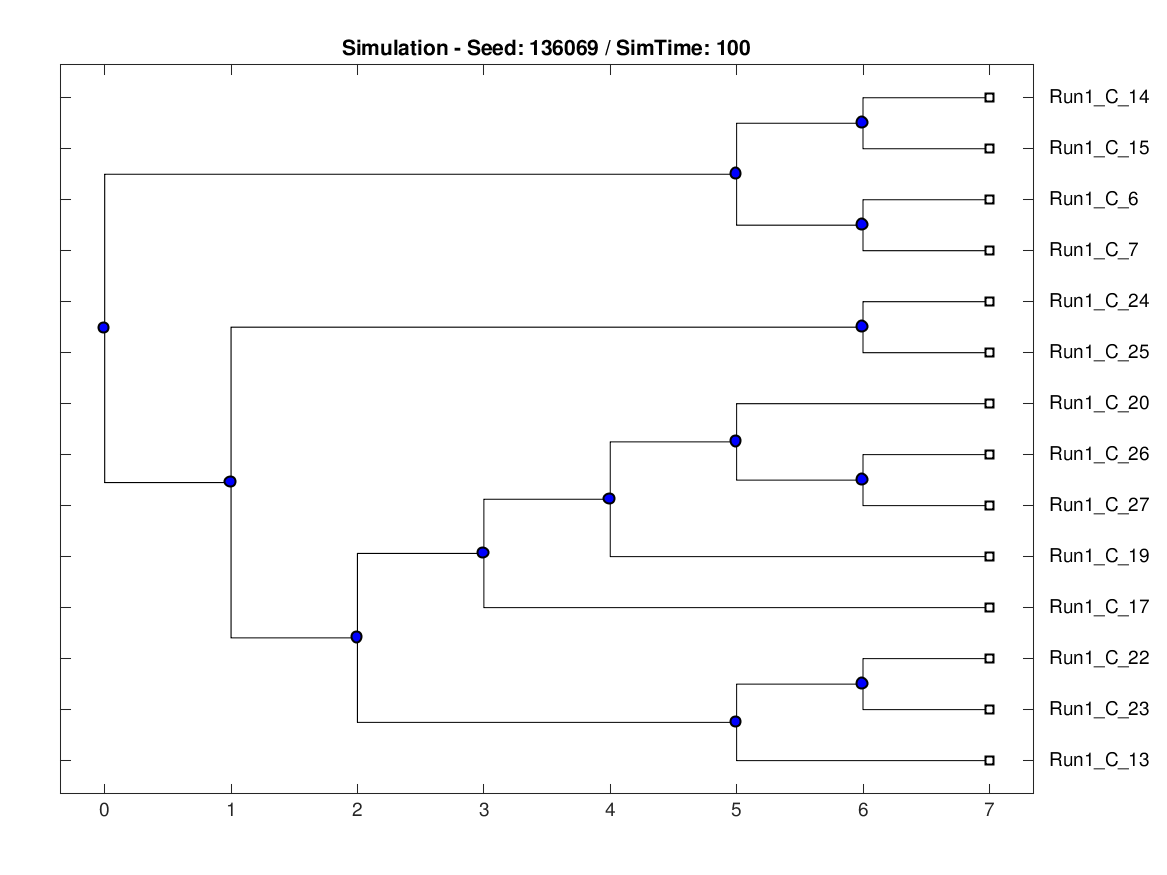 Simulation - Seed: 136069 / SimTime: 100
Run1_C_14
Run1_C_15
Run1_C_6
Run1_C_7
Run1_C_24
Run1_C_25
Run1_C_20
Run1_C_26
Run1_C_27
Run1_C_19
Run1_C_17
Run1_C_22
Run1_C_23
Run1_C_13
0 1 2 3 4 5 6 7